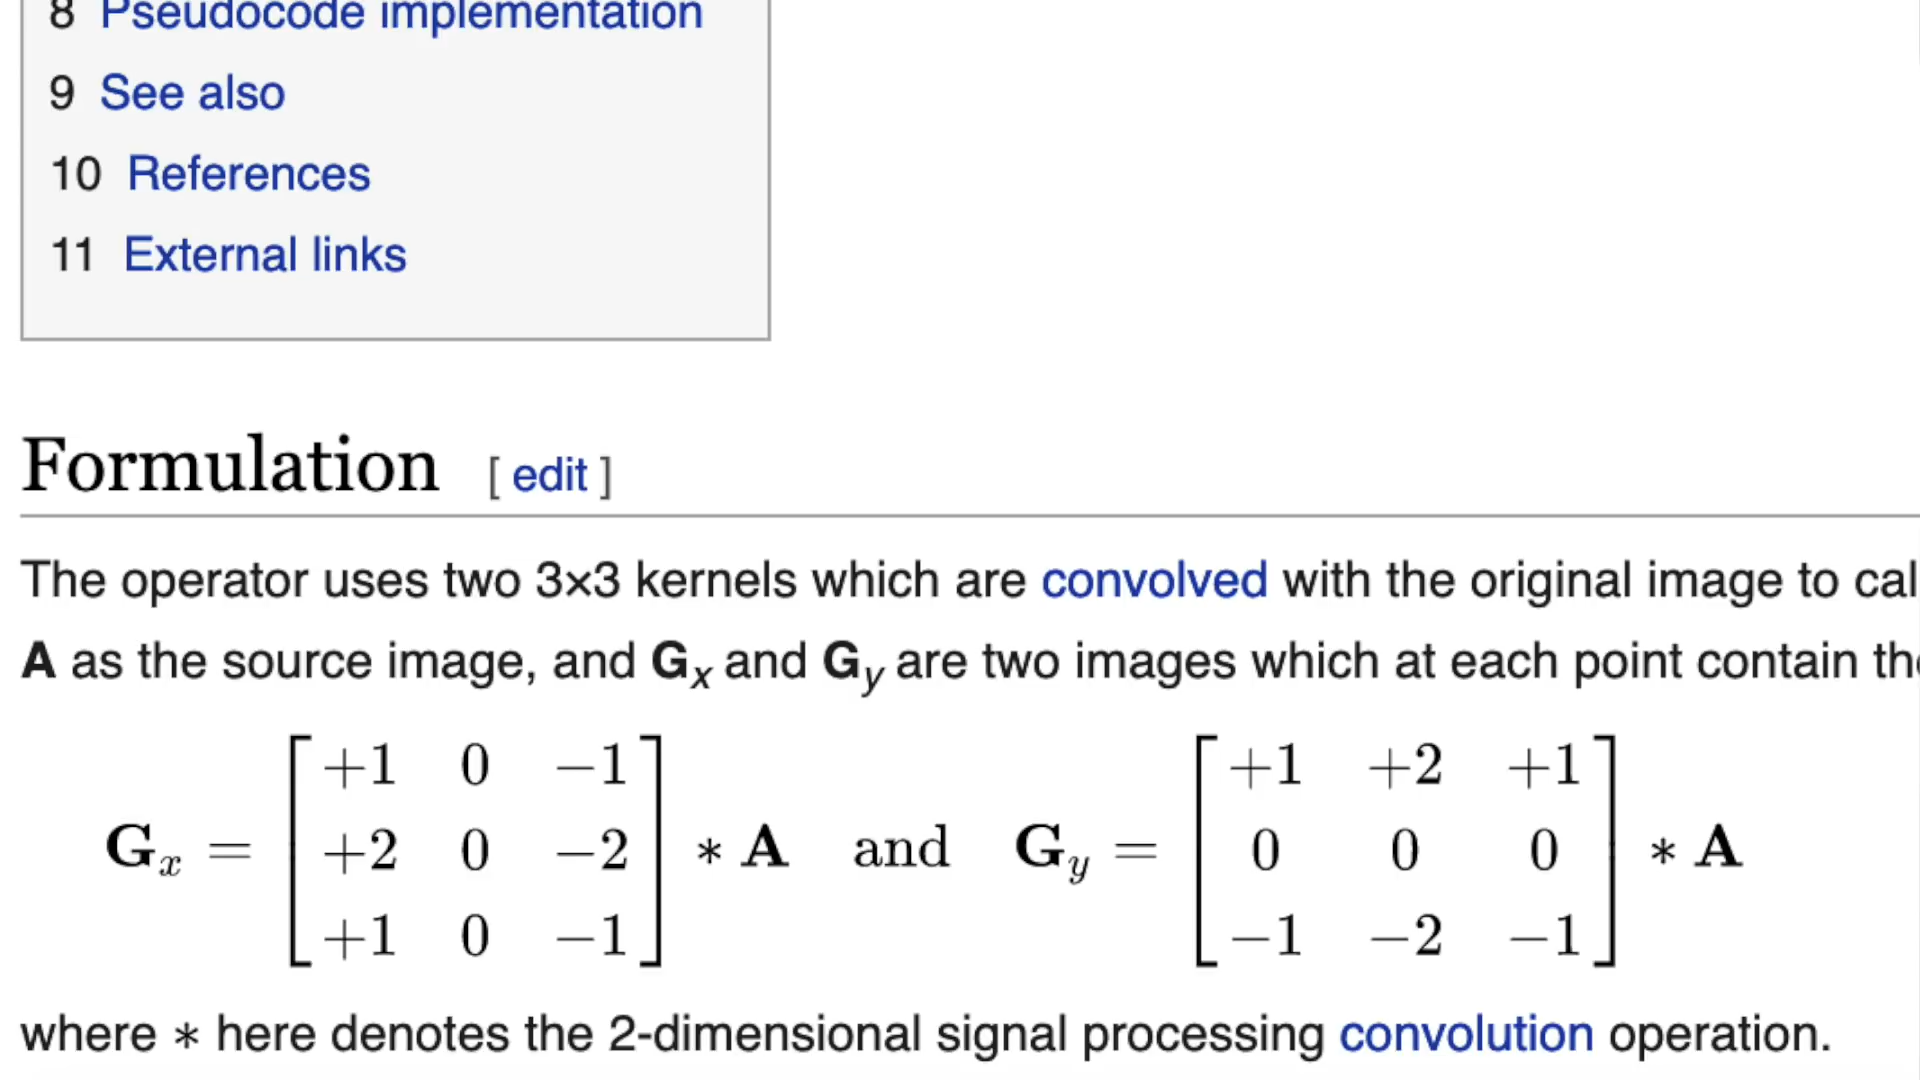 8 Pseudocode implementation
9 See also
10 References
11 External links
Formulation [ edit ]
The operator uses two 3×3 kernels which are convolved with the original image to cal
A as the source image, and Gx and Gy are two images which at each point contain the
+1 0 −1 +1 +2 +1
Gx = +2 0 −2 ∗ A and Gy = 0 0 0 ∗ A
+1 0 −1 −1 −2 −1
where ∗ here denotes the 2-dimensional signal processing convolution operation.